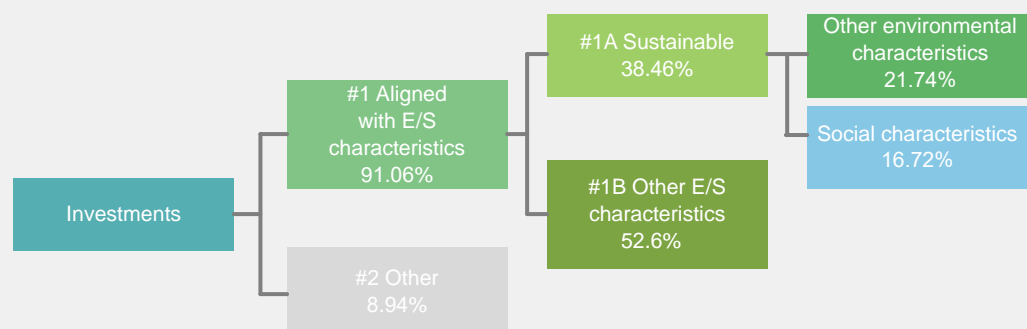 Investments
#1 Aligned
with E/S
characteristics
91.06%
#2 Other
8.94%
#1A Sustainable
38.46%
#1B Other E/S
characteristics
52.6%
Other environmental
characteristics
21.74%
Social characteristics
16.72%